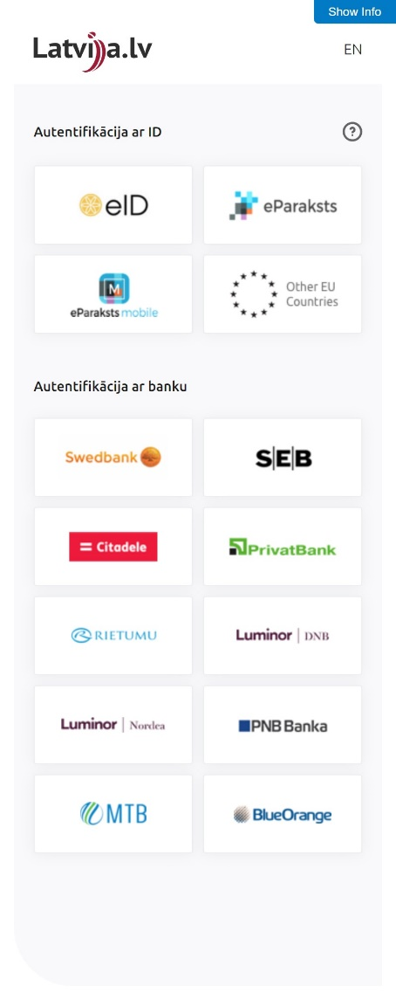 Show Info
Latvija.lv
EN
Autentifikācija ar ID
?
eID
eParaksts
M
eParaksts mobile
Other EU
Countries
Autentifikācija ar banku
Swedbank
S|E|B
Citadele
PrivatBank
R RIETUMU
Luminor | DNB
Luminor | Nordea
PNB Banka
MTB
BlueOrange